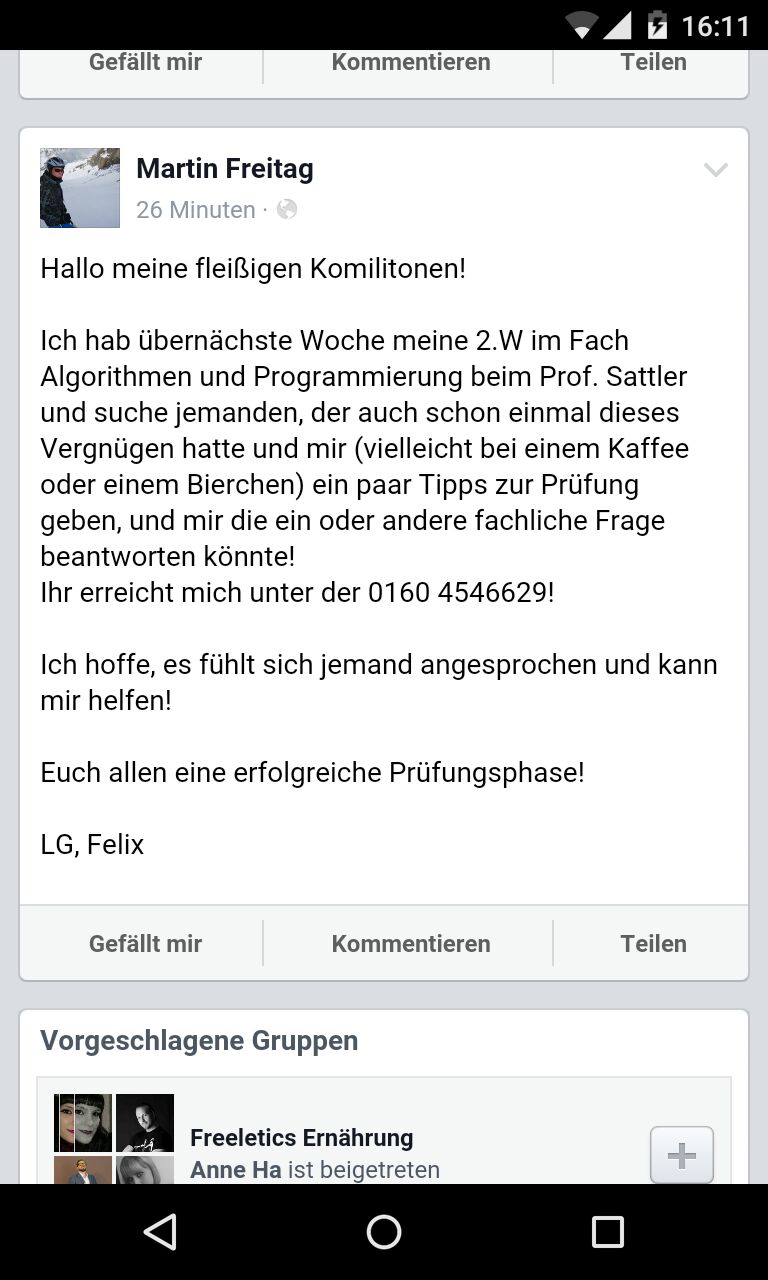 16:11
Gefällt mir Kommentieren Teilen
Martin Freitag
26 Minuten ·
Hallo meine fleißigen Komilitonen!
Ich hab übernächste Woche meine 2.W im Fach
Algorithmen und Programmierung beim Prof. Sattler
und suche jemanden, der auch schon einmal dieses
Vergnügen hatte und mir (vielleicht bei einem Kaffee
oder einem Bierchen) ein paar Tipps zur Prüfung
geben, und mir die ein oder andere fachliche Frage
beantworten könnte!
Ihr erreicht mich unter der 0160 4546629!
Ich hoffe, es fühlt sich jemand angesprochen und kann
mir helfen!
Euch allen eine erfolgreiche Prüfungsphase!
LG, Felix
Gefällt mir Kommentieren Teilen
Vorgeschlagene Gruppen
Freeletics Ernährung
Anne Ha ist beigetreten